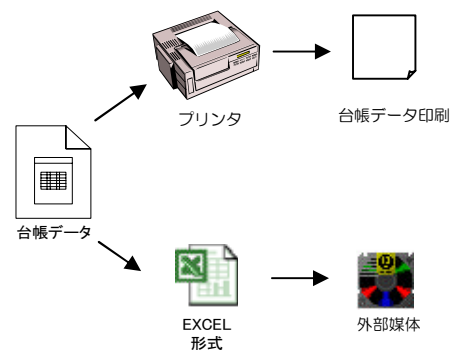 プリンタ
台帳データ印刷
台帳データ
EXCEL
形式
外部媒体